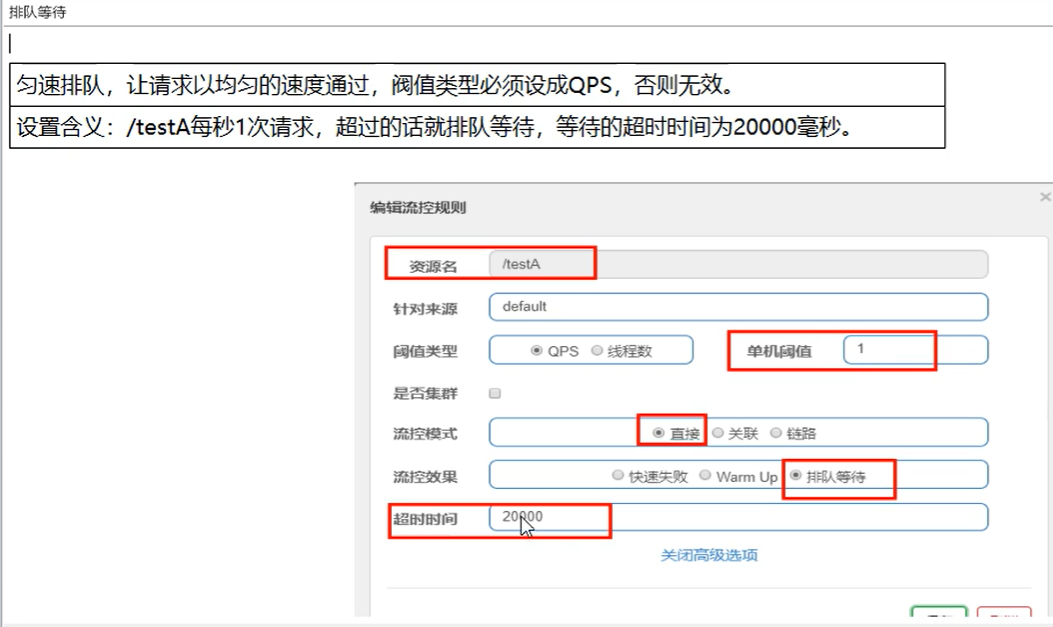 排队等待
匀速排队，让请求以均匀的速度通过，阀值类型必须设成QPS，否则无效。
设置含义：/testA每秒1次请求，超过的话就排队等待，等待的超时时间为20000毫秒。
编辑流控规则 ×
资源名 /testA
针对来源 default
阈值类型 QPS 线程数 单机阈值 1
是否集群
流控模式 直接 关联 链路
流控效果 快速失败 Warm Up 排队等待
超时时间 20000
关闭高级选项